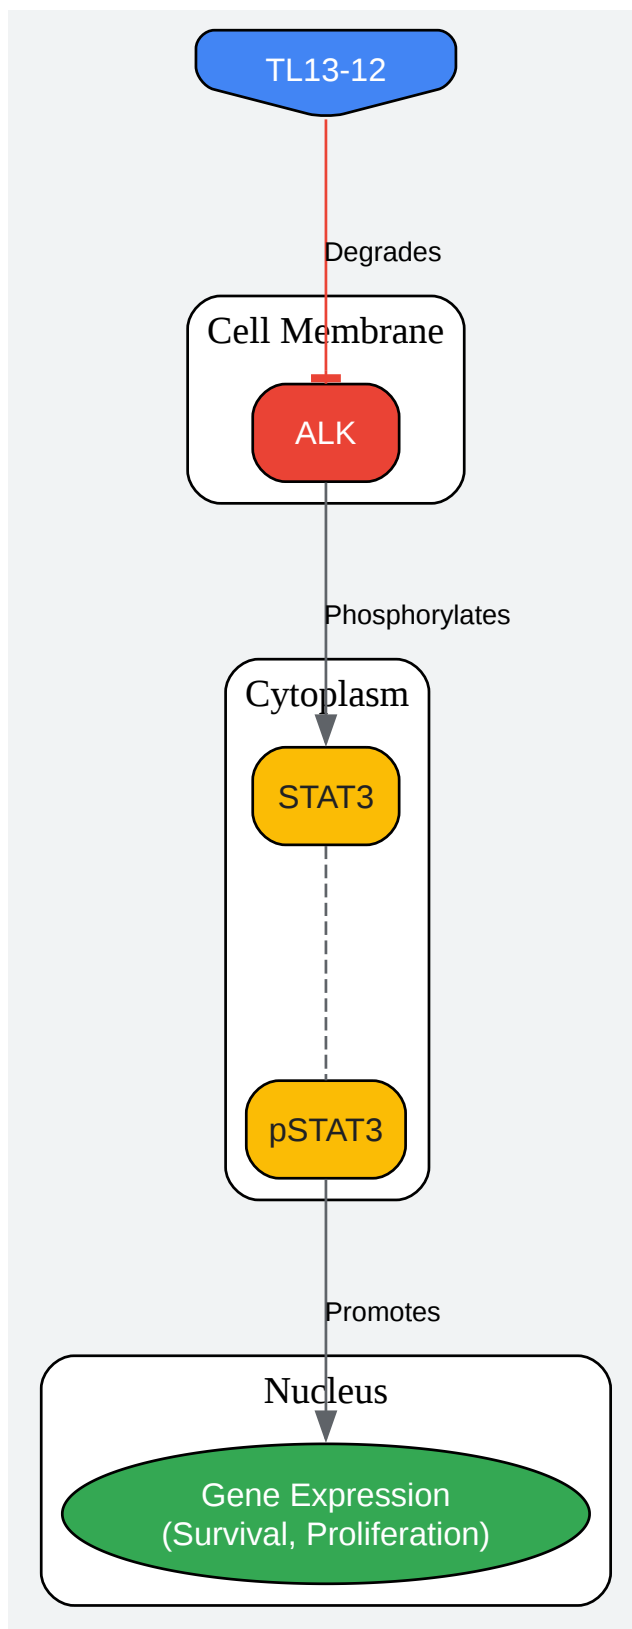 TL13-12
Degrades
Cell Membrane
ALK
Phosphorylates
Cytoplasm
STAT3
pSTAT3
Promotes
Nucleus
Gene Expression
(Survival, Proliferation)